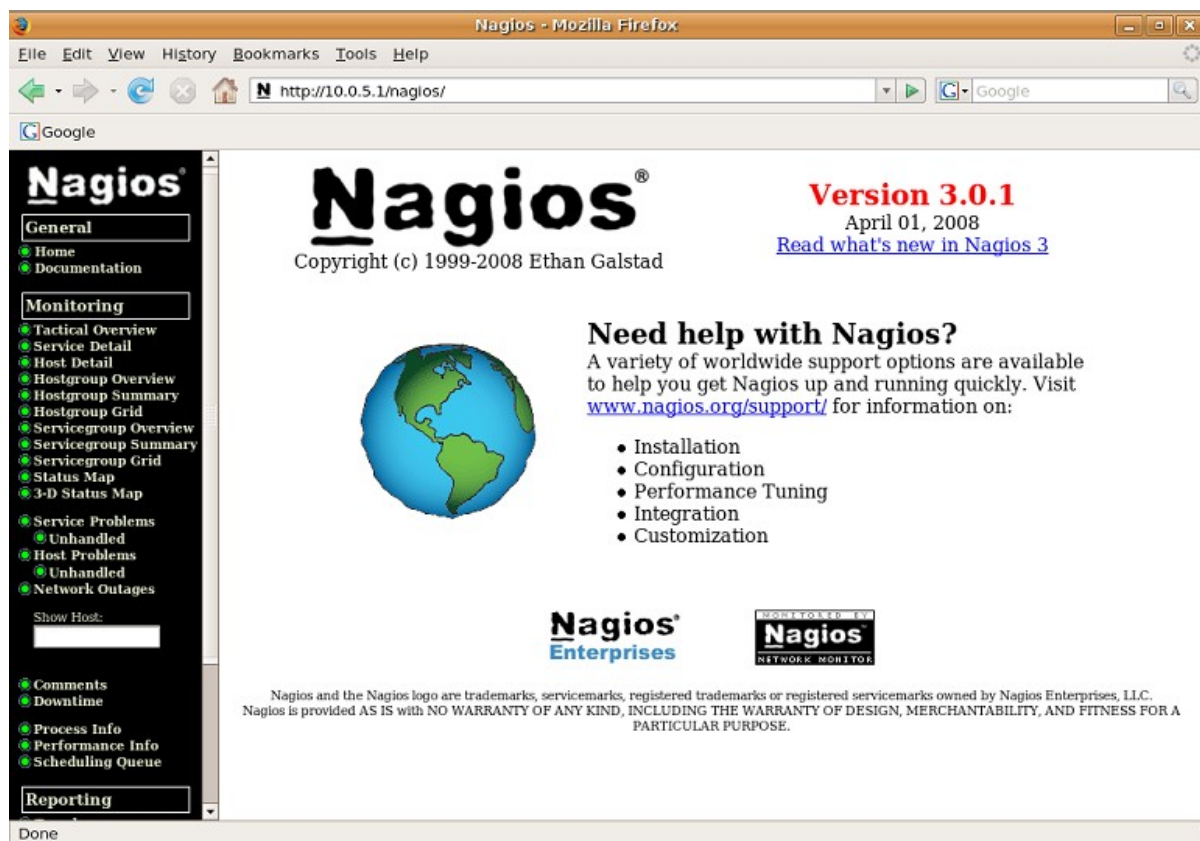 Nagios - Mozilla Firefox
File Edit View History Bookmarks Tools Help
http://10.0.5.1/nagios/
Google
Google
Nagios®
General
Home
Documentation
Monitoring
Tactical Overview
Service Detail
Host Detail
Hostgroup Overview
Hostgroup Summary
Hostgroup Grid
Servicegroup Overview
Servicegroup Summary
Servicegroup Grid
Status Map
3-D Status Map
Service Problems
Unhandled
Host Problems
Unhandled
Network Outages
Show Host:
Comments
Downtime
Process Info
Performance Info
Scheduling Queue
Reporting
Nagios®
Copyright (c) 1999-2008 Ethan Galstad
Version 3.0.1
April 01, 2008
Read what's new in Nagios 3
Need help with Nagios?
A variety of worldwide support options are available
to help you get Nagios up and running quickly. Visit
www.nagios.org/support/ for information on:
• Installation
• Configuration
• Performance Tuning
• Integration
• Customization
Nagios®
Enterprises
MONITORED BY
Nagios™
NETWORK MONITOR
Nagios and the Nagios logo are trademarks, servicemarks, registered trademarks or registered servicemarks owned by Nagios Enterprises, LLC.
Nagios is provided AS IS with NO WARRANTY OF ANY KIND, INCLUDING THE WARRANTY OF DESIGN, MERCHANTABILITY, AND FITNESS FOR A
PARTICULAR PURPOSE.
Done